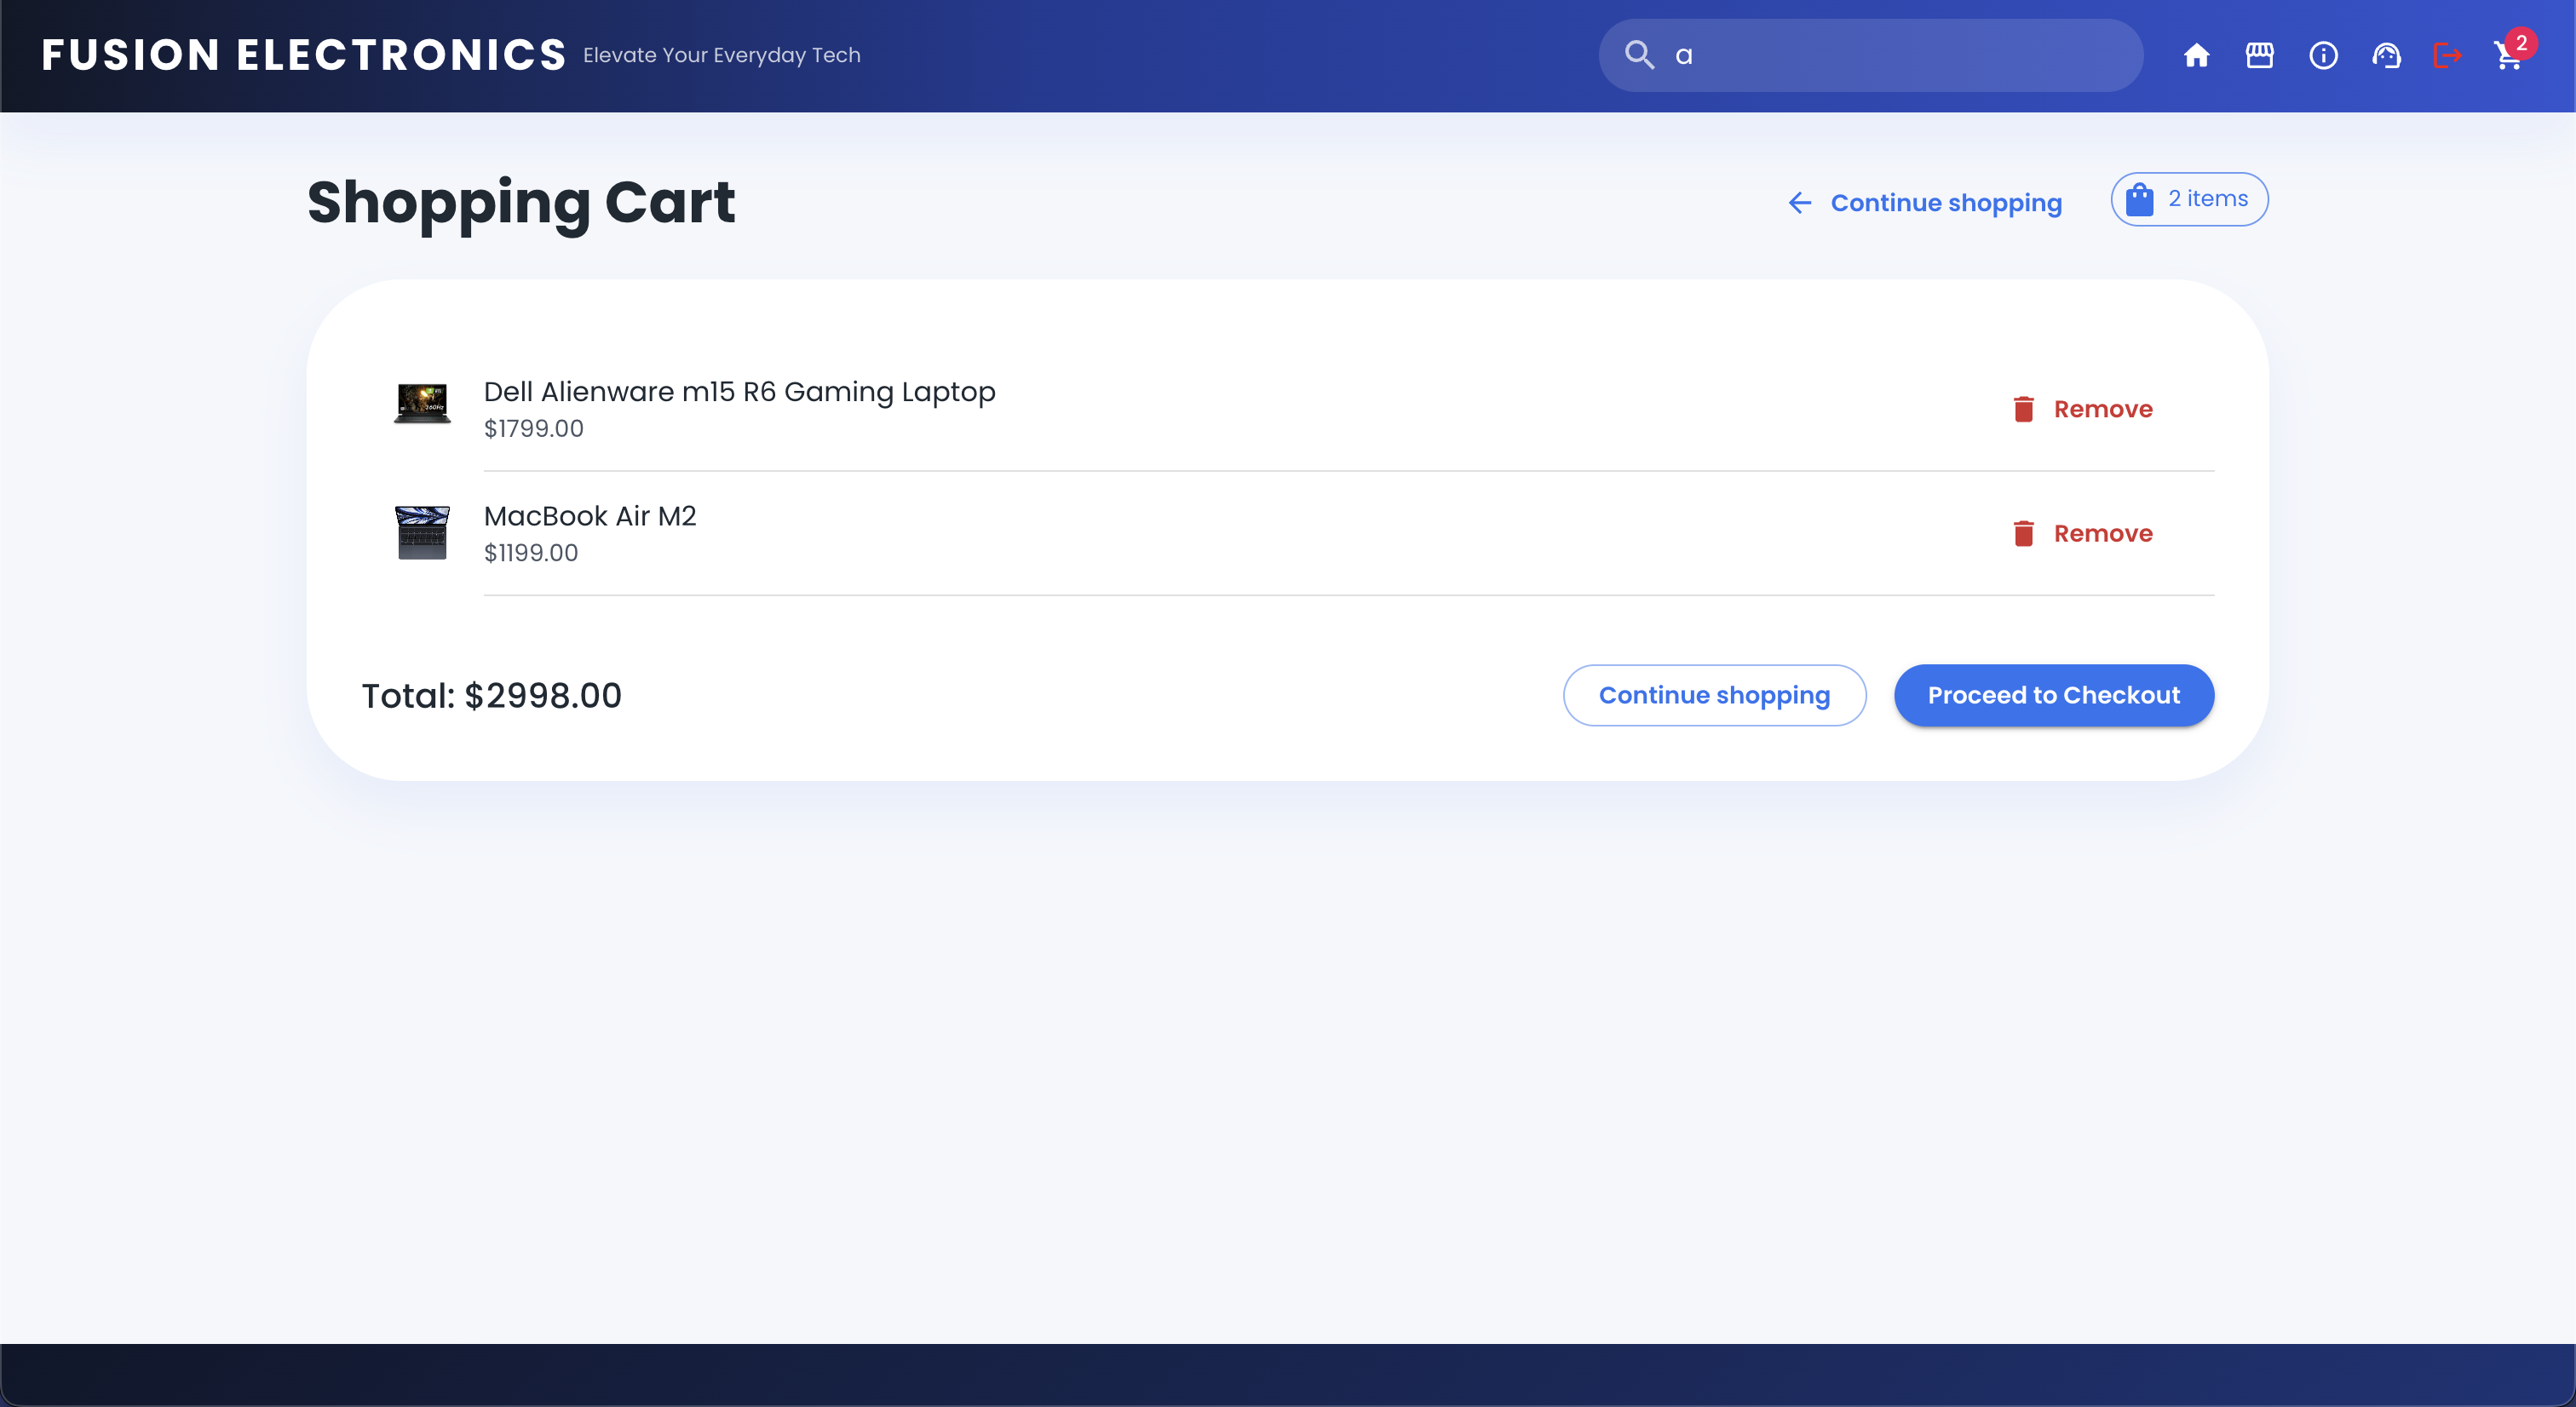 FUSION ELECTRONICS Elevate Your Everyday Tech
a
2
Shopping Cart
Continue shopping
2 items
Dell Alienware m15 R6 Gaming Laptop
$1799.00
Remove
MacBook Air M2
$1199.00
Remove
Total: $2998.00
Continue shopping
Proceed to Checkout